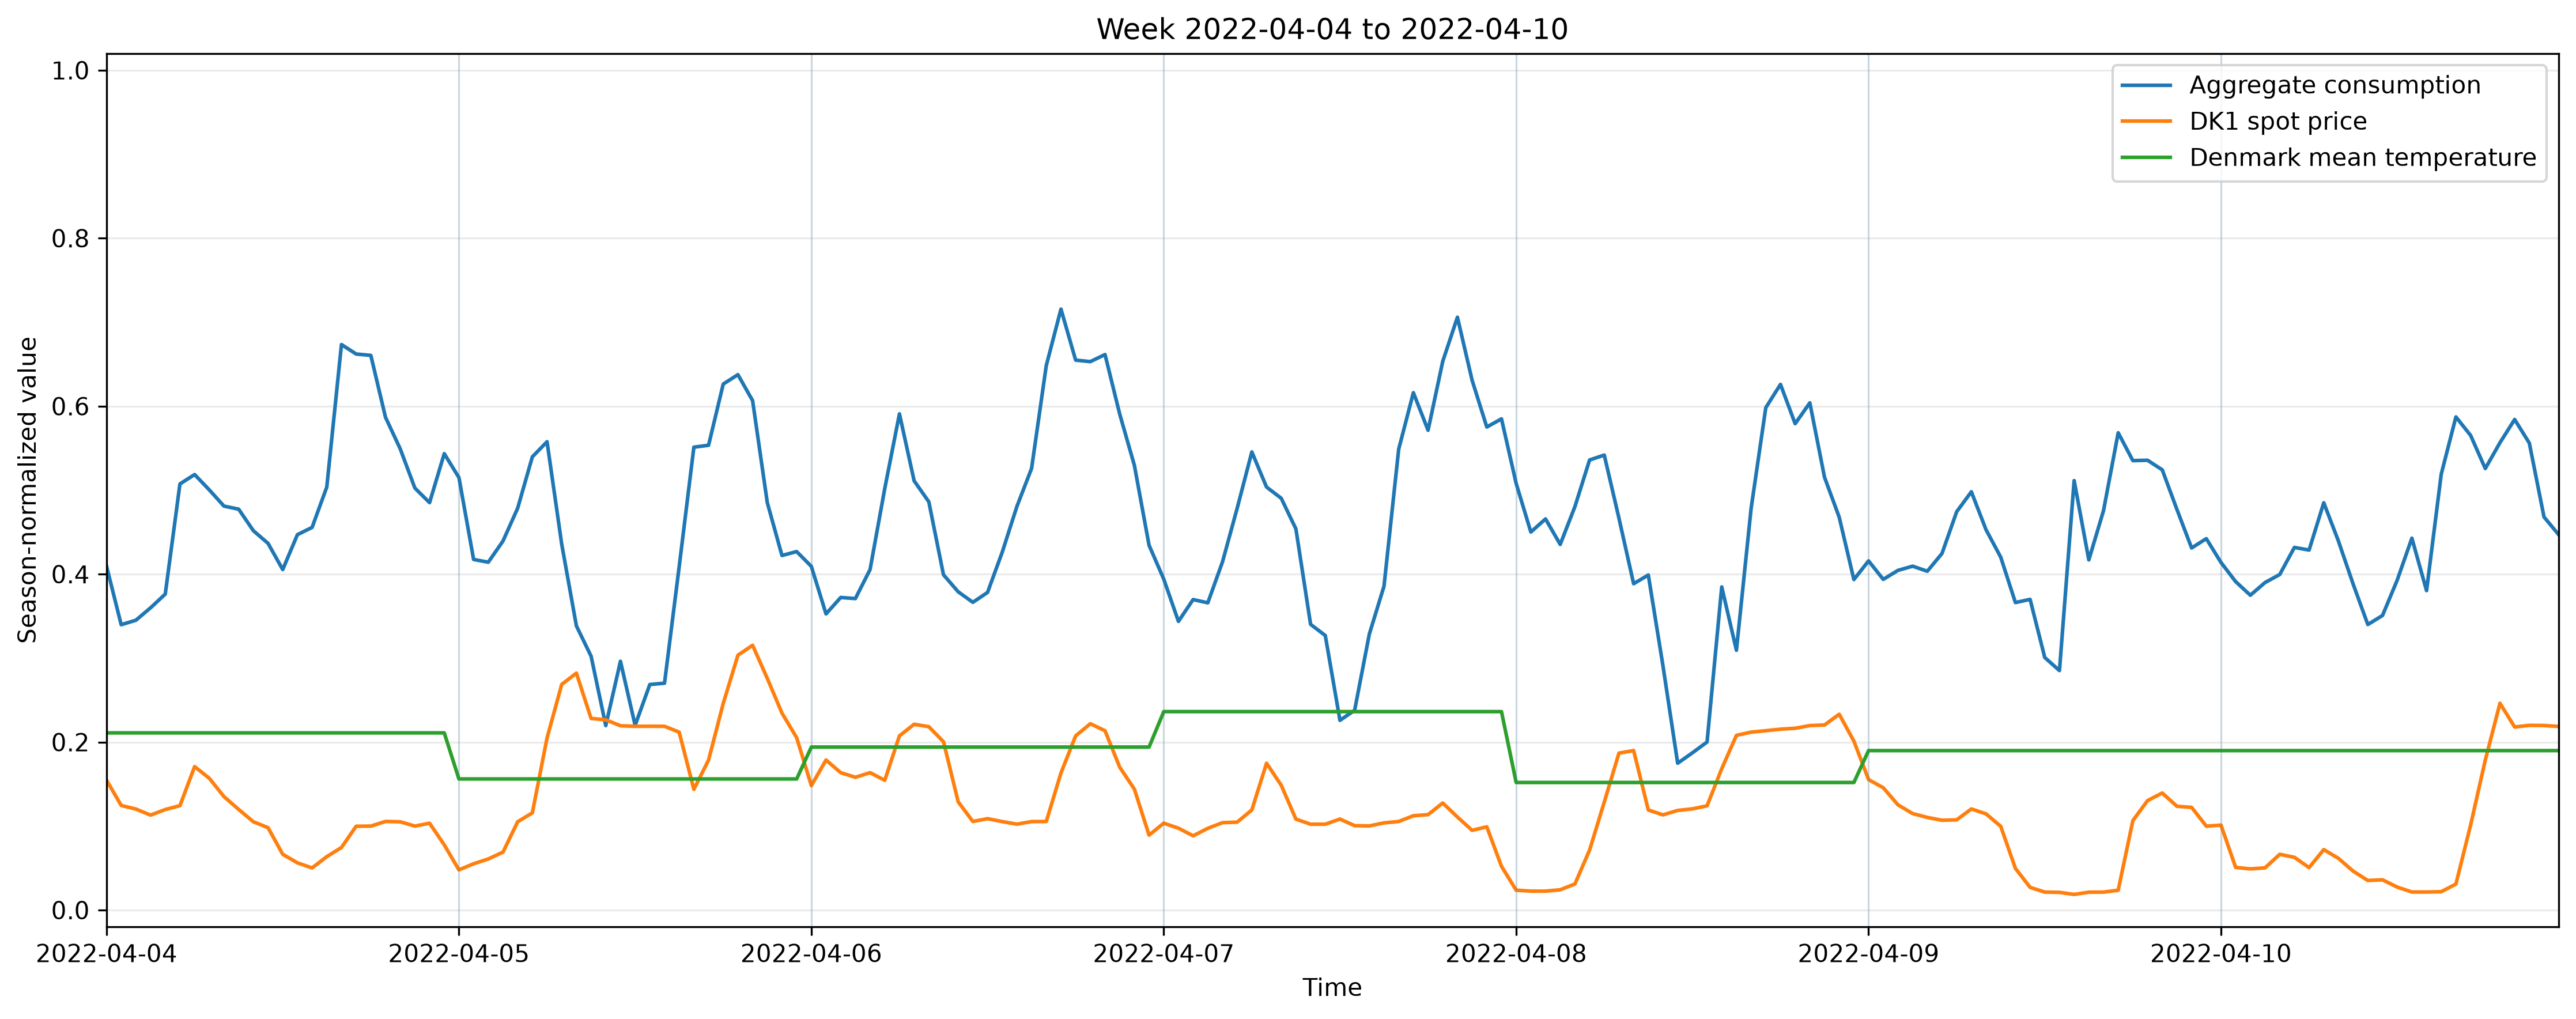 Week 2022-04-04 to 2022-04-10
1.0
0.8
0.6
0.4
0.2
0.0
Season-normalized value
Aggregate consumption
DK1 spot price
Denmark mean temperature
2022-04-04
2022-04-05
2022-04-06
2022-04-07
2022-04-08
2022-04-09
2022-04-10
Time